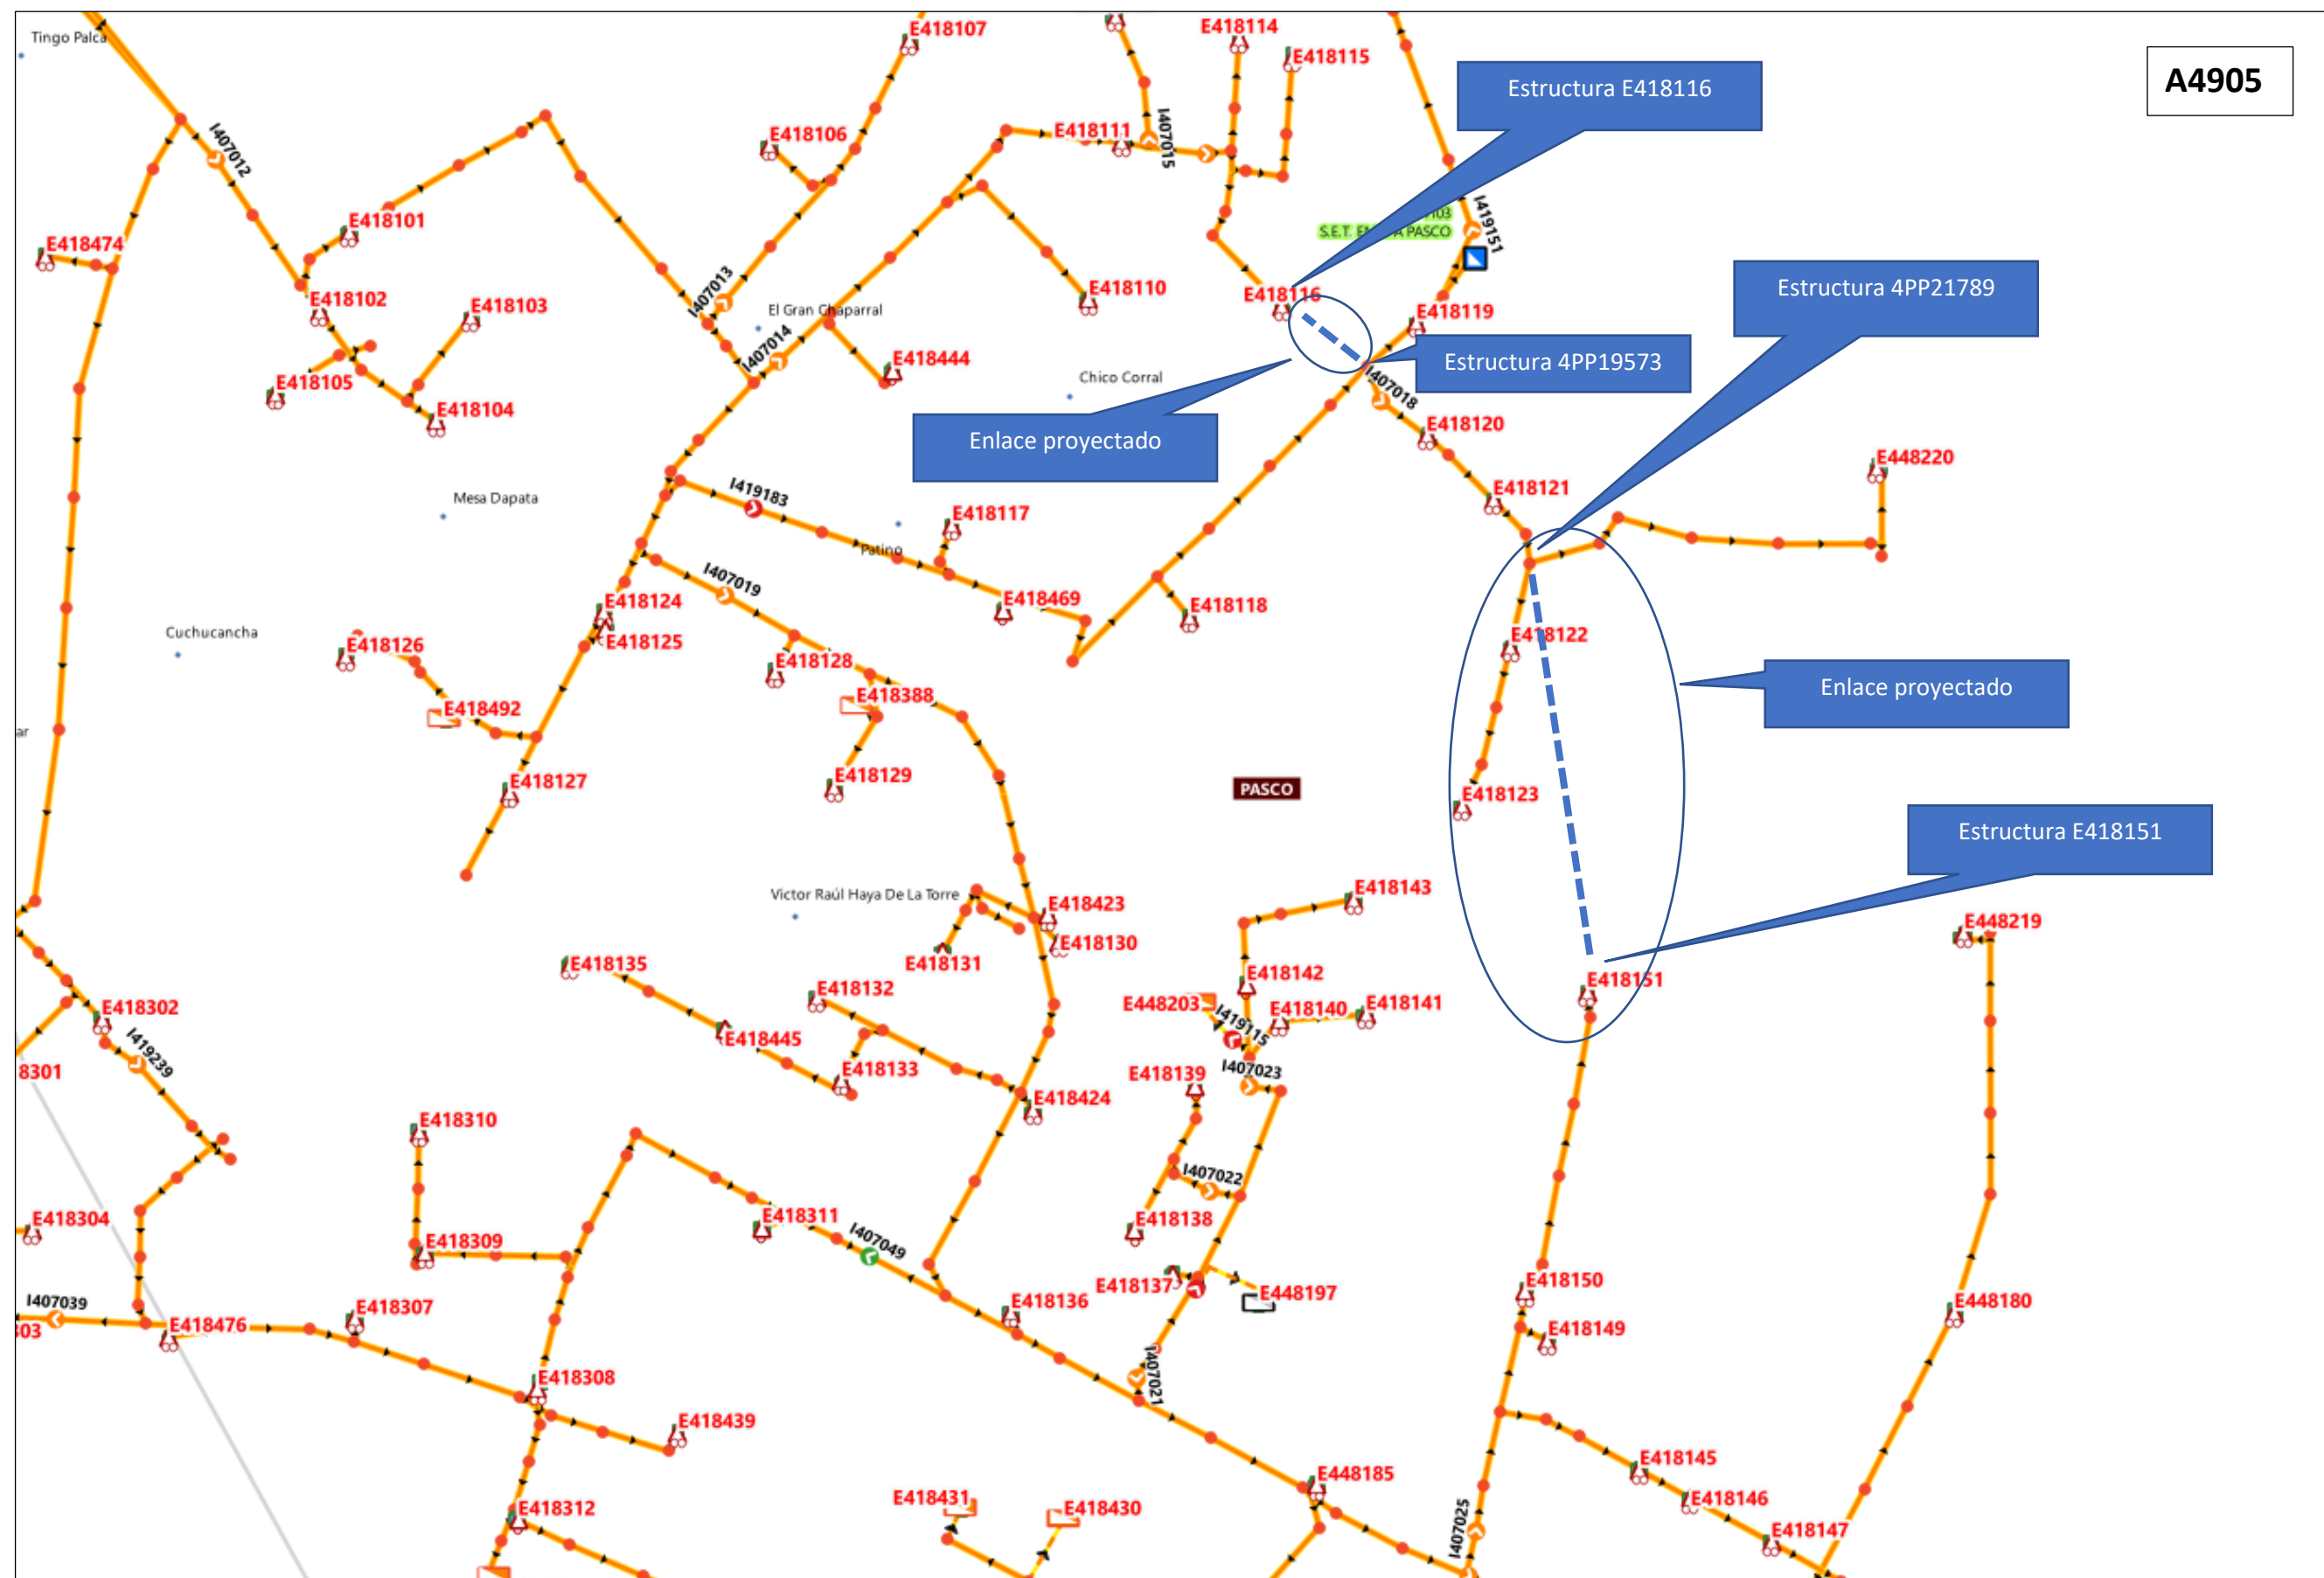 Tingo Palca
E418107
E418114
E418115
A4905
Estructura E418116
I407012
E418106
E418111
I407015
E418101
E418474
I419151
S.E.T. EM
PASCO
E418102
E418103
I407013
El Gran Chaparral
E418110
E418116
E418119
Estructura 4PP21789
I407014
E418444
Estructura 4PP19573
E418105
E418104
Chico Corral
I407018
E418120
Enlace proyectado
E448220
Mesa Dapata
I419183
E418117
E418121
Patino
I407019
E418124
E418125
E418469
E418118
Cuchucancha
E418126
E418128
E418122
E418492
E418388
Enlace proyectado
ar
E418127
E418129
PASCO
E418123
Estructura E418151
Victor Raúl Haya De La Torre
E418423
E418143
E448219
E418130
E418131
E418135
E418132
E418142
E418151
E448203
E418140
E418141
I419115
E418302
I419239
E418445
E418133
I407023
E418139
8301
E418424
E418310
I407022
E418304
E418311
E418138
I407049
E418309
E418137
E448197
E418150
I407039
E418307
E418136
E448180
303
E418476
E418149
I407021
E418308
E418439
E418145
E448185
E418431
E418430
E418146
E418312
I407025
E418147